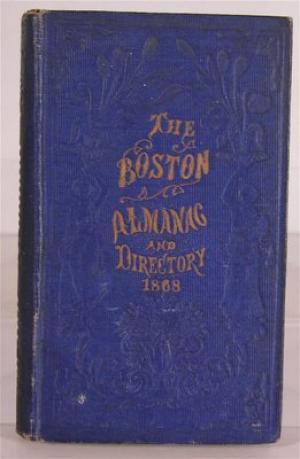 THE
BOSTON
ALMANAC
AND
DIRECTORY
1868